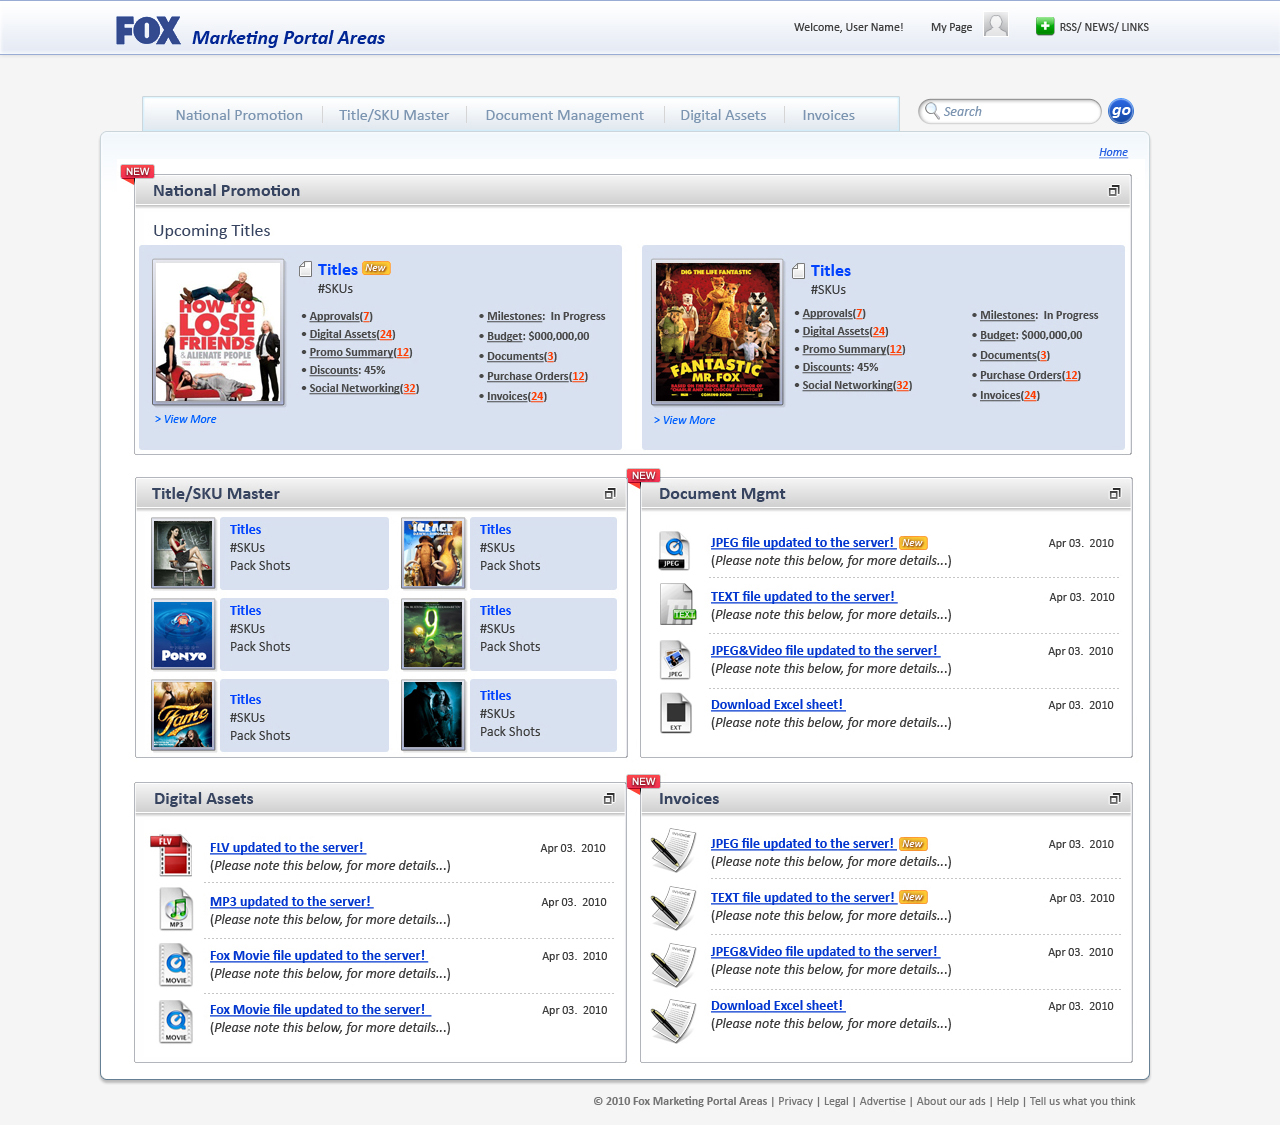 FOX Marketing Portal Areas
Welcome, User Name! My Page RSS/ NEWS/ LINKS
National Promotion Title/SKU Master Document Management Digital Assets Invoices
Search go
Home
NEW
National Promotion
Upcoming Titles
HOW TO
LOSE
FRIENDS
& ALIENATE PEOPLE
Titles New
#SKUs
• Approvals(7)
• Digital Assets(24)
• Promo Summary(12)
• Discounts: 45%
• Social Networking(32)
• Milestones: In Progress
• Budget: $000,000,00
• Documents(3)
• Purchase Orders(12)
• Invoices(24)
> View More
DIG THE LIFE FANTASTIC
FANTASTIC
MR. FOX
COMING SOON
Titles
#SKUs
• Approvals(7)
• Digital Assets(24)
• Promo Summary(12)
• Discounts: 45%
• Social Networking(32)
• Milestones: In Progress
• Budget: $000,000,00
• Documents(3)
• Purchase Orders(12)
• Invoices(24)
> View More
Title/SKU Master
Titles
#SKUs
Pack Shots
ICE AGE
Titles
#SKUs
Pack Shots
PONYO
Titles
#SKUs
Pack Shots
9
Titles
#SKUs
Pack Shots
Fame
Titles
#SKUs
Pack Shots
Titles
#SKUs
Pack Shots
NEW
Document Mgmt
JPEG
JPEG file updated to the server! New Apr 03. 2010
(Please note this below, for more details...)
TEXT
TEXT file updated to the server! Apr 03. 2010
(Please note this below, for more details...)
JPEG
JPEG&Video file updated to the server! Apr 03. 2010
(Please note this below, for more details...)
EXT
Download Excel sheet! Apr 03. 2010
(Please note this below, for more details...)
Digital Assets
FLV
FLV updated to the server! Apr 03. 2010
(Please note this below, for more details...)
MP3
MP3 updated to the server! Apr 03. 2010
(Please note this below, for more details...)
MOVIE
Fox Movie file updated to the server! Apr 03. 2010
(Please note this below, for more details...)
MOVIE
Fox Movie file updated to the server! Apr 03. 2010
(Please note this below, for more details...)
NEW
Invoices
INVOICE
JPEG file updated to the server! New Apr 03. 2010
(Please note this below, for more details...)
INVOICE
TEXT file updated to the server! New Apr 03. 2010
(Please note this below, for more details...)
INVOICE
JPEG&Video file updated to the server! Apr 03. 2010
(Please note this below, for more details...)
INVOICE
Download Excel sheet! Apr 03. 2010
(Please note this below, for more details...)
© 2010 Fox Marketing Portal Areas | Privacy | Legal | Advertise | About our ads | Help | Tell us what you think